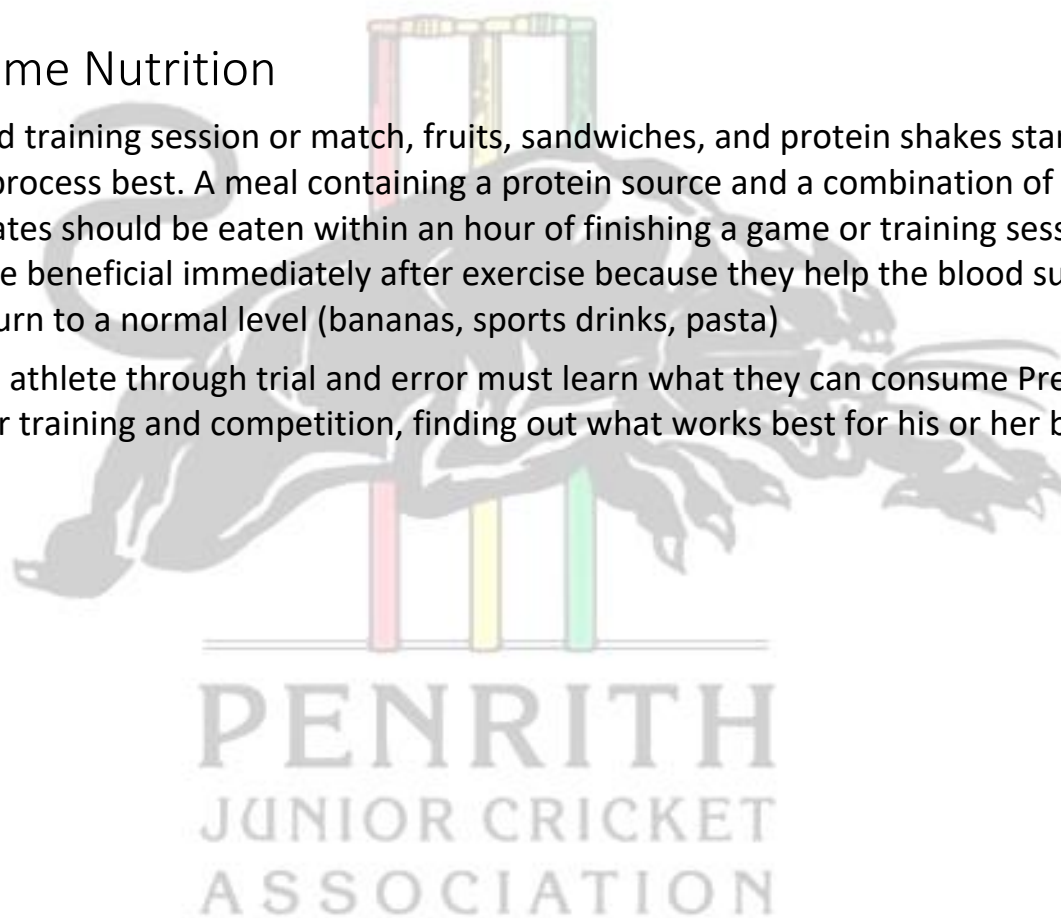 me Nutrition
d training session or match, fruits, sandwiches, and protein shakes star
process best. A meal containing a protein source and a combination of
ates should be eaten within an hour of finishing a game or training sess
e beneficial immediately after exercise because they help the blood su
urn to a normal level (bananas, sports drinks, pasta)
athlete through trial and error must learn what they can consume Pre
r training and competition, finding out what works best for his or her b
PENRITH
JUNIOR CRICKET
ASSOCIATION